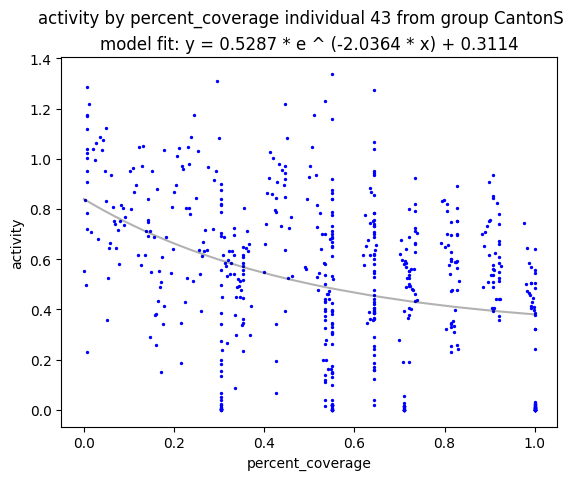 activity by percent_coverage individual 43 from group CantonS
model fit: y = 0.5287 * e ^ (-2.0364 * x) + 0.3114
1.4
1.2
1.0
0.8
0.6
0.4
0.2
0.0
activity
0.0 0.2 0.4 0.6 0.8 1.0
percent_coverage